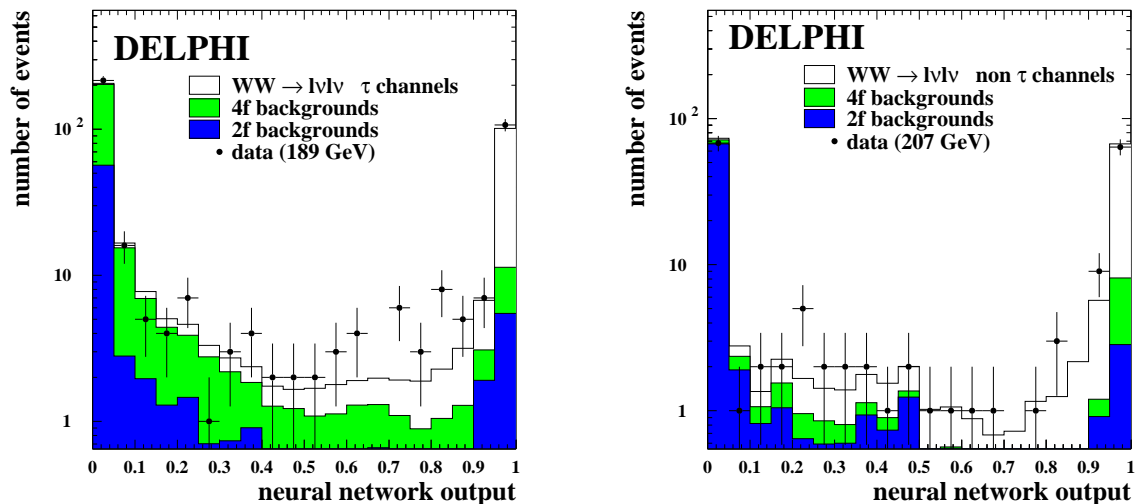 DELPHI
number of events
WW → lνlν τ channels
4f backgrounds
2f backgrounds
data (189 GeV)
10 2
10
1
0 0.1 0.2 0.3 0.4 0.5 0.6 0.7 0.8 0.9 1
neural network output
DELPHI
number of events
WW → lνlν non τ channels
4f backgrounds
2f backgrounds
data (207 GeV)
10 2
10
1
0 0.1 0.2 0.3 0.4 0.5 0.6 0.7 0.8 0.9 1
neural network output